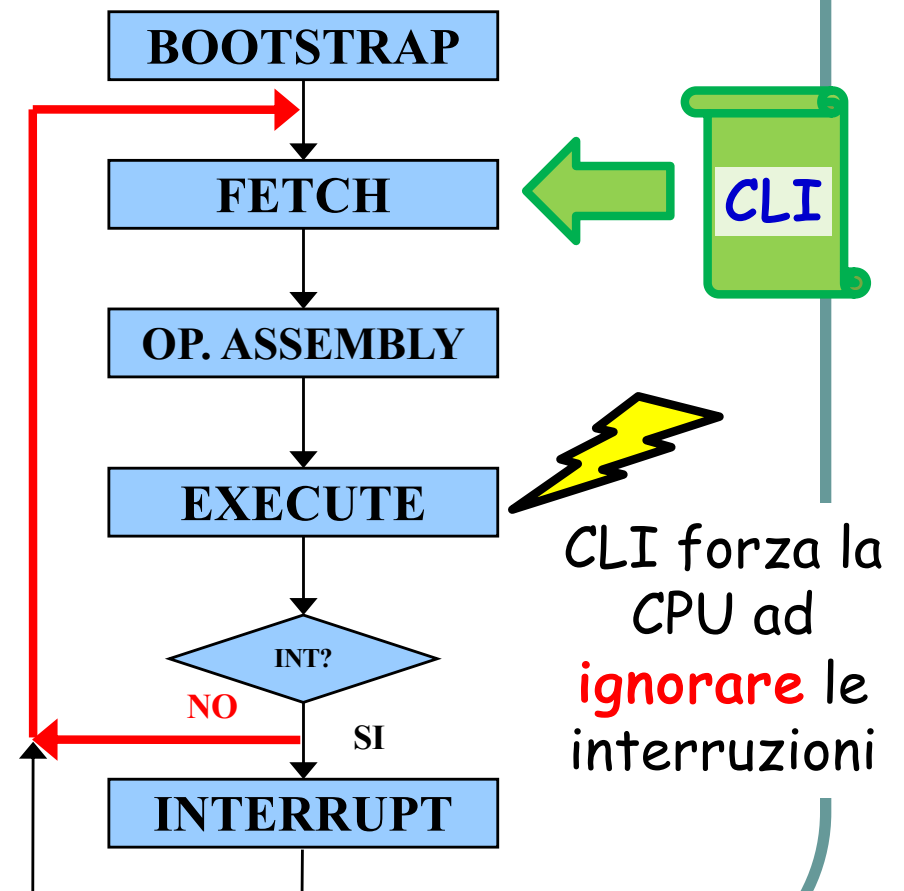 BOOTSTRAP
FETCH
CLI
OP. ASSEMBLY
EXECUTE
CLI forza la
CPU ad
ignorare le
interruzioni
INT?
NO
SI
INTERRUPT